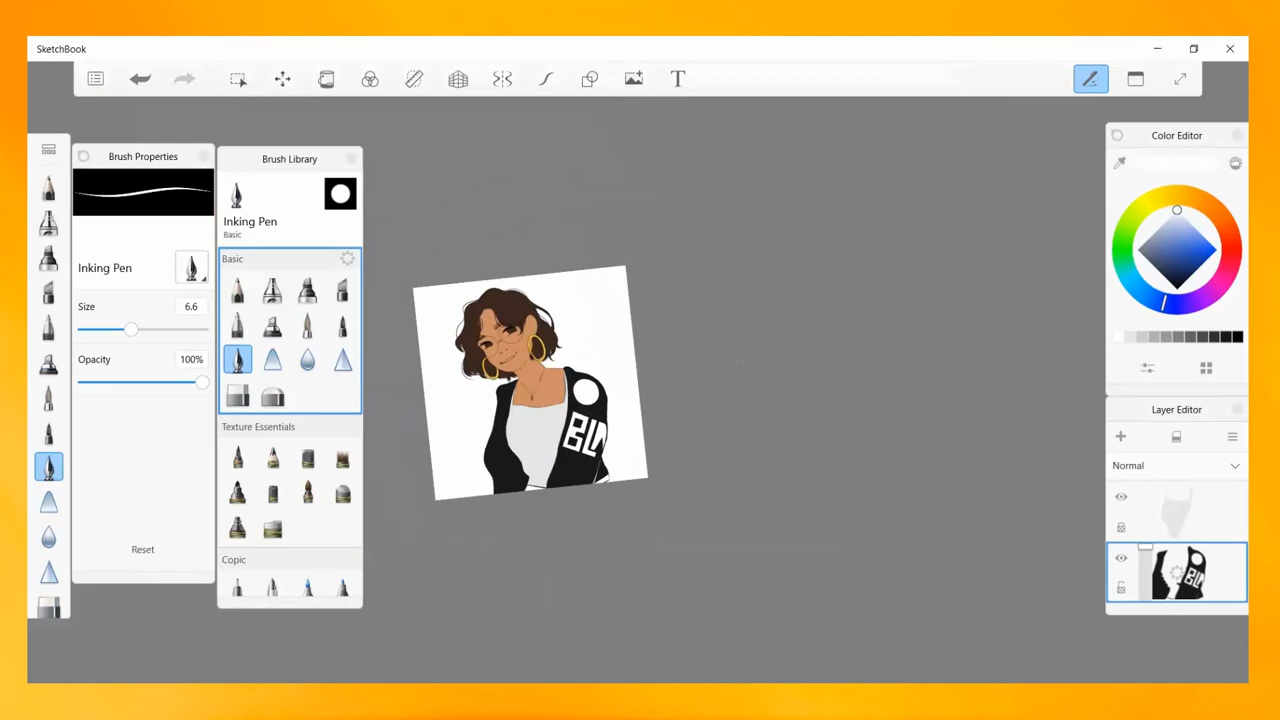 SketchBook
T
Brush Properties
Brush Library
Color Editor
Inking Pen
Basic
Inking Pen
Basic
Size
6.6
Opacity
100%
Texture Essentials
Layer Editor
Normal
Reset
Copic